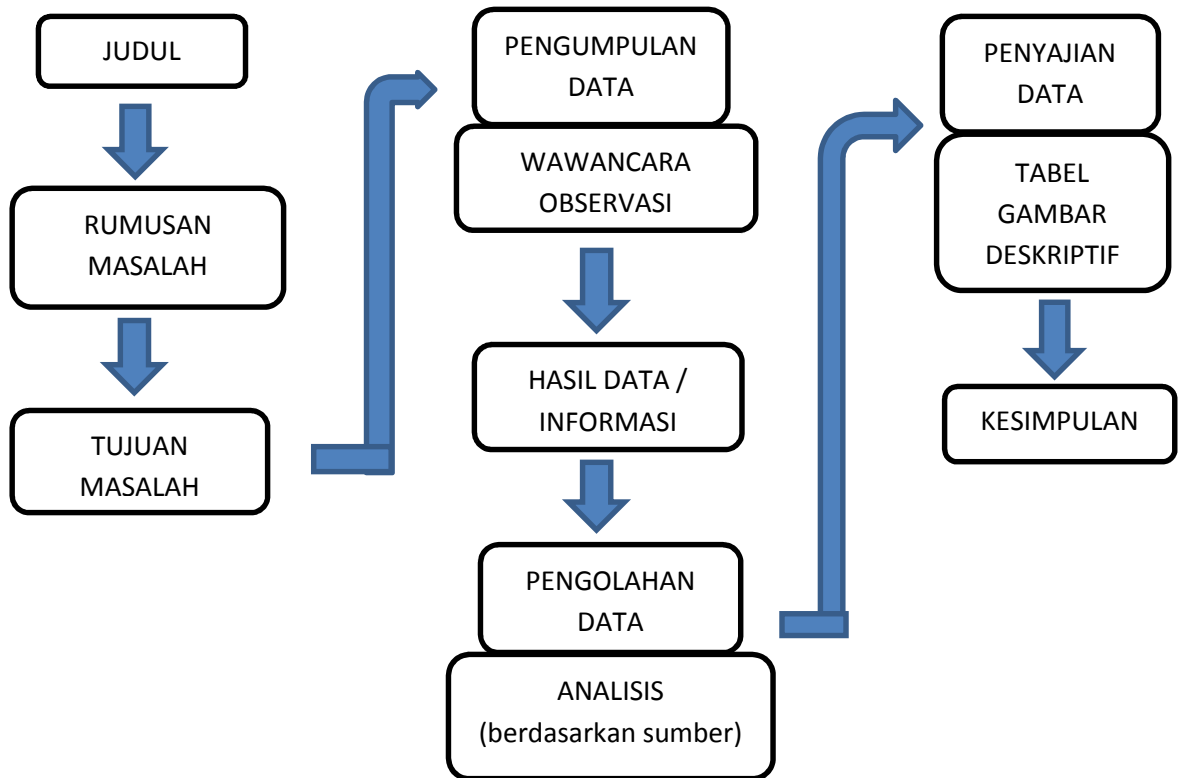 JUDUL
RUMUSAN
MASALAH
TUJUAN
MASALAH
PENGUMPULAN
DATA
WAWANCARA
OBSERVASI
HASIL DATA /
INFORMASI
PENGOLAHAN
DATA
ANALISIS
(berdasarkan sumber)
PENYAJIAN
DATA
TABEL
GAMBAR
DESKRIPTIF
KESIMPULAN